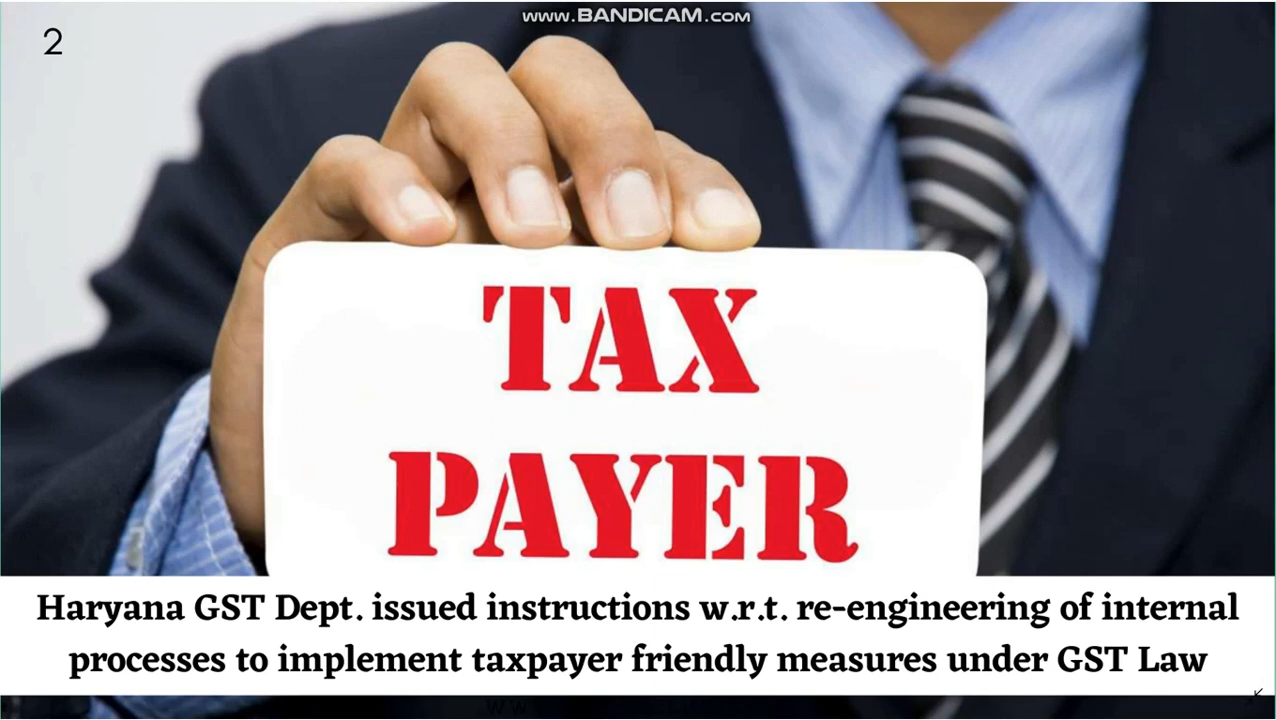 www.BANDICAM.com
2
TAX
PAYER
Haryana GST Dept. issued instructions w.r.t. re-engineering of internal
processes to implement taxpayer friendly measures under GST Law